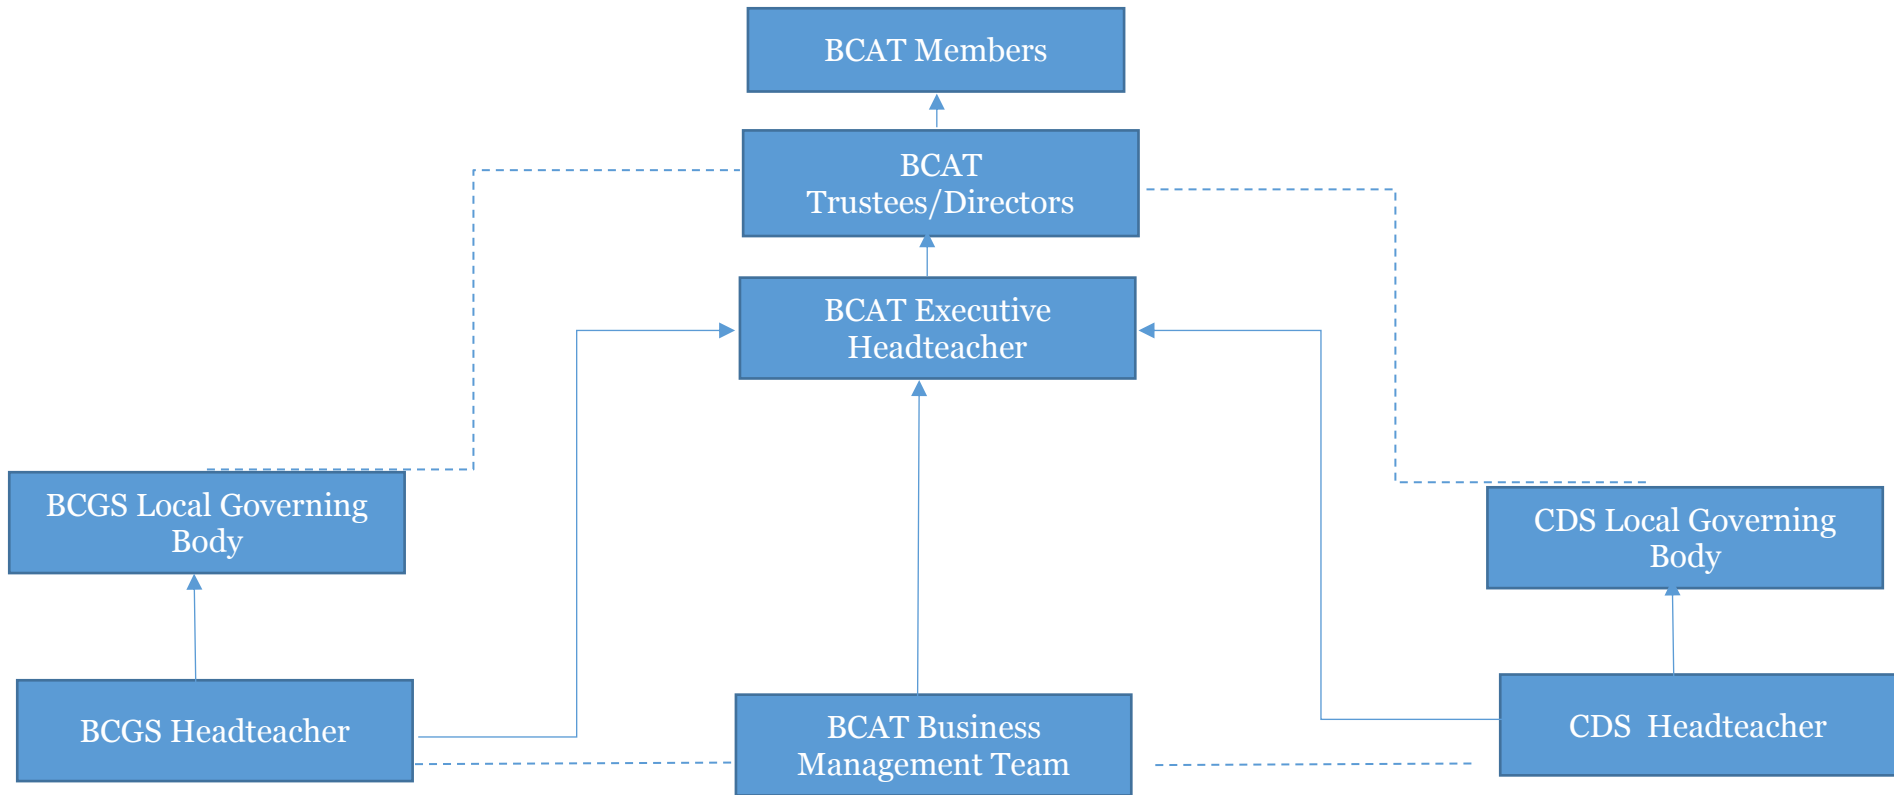 BCAT Members
BCAT
Trustees/Directors
BCAT Executive
Headteacher
BCGS Local Governing
Body
CDS Local Governing
Body
BCGS Headteacher
BCAT Business
Management Team
CDS  Headteacher